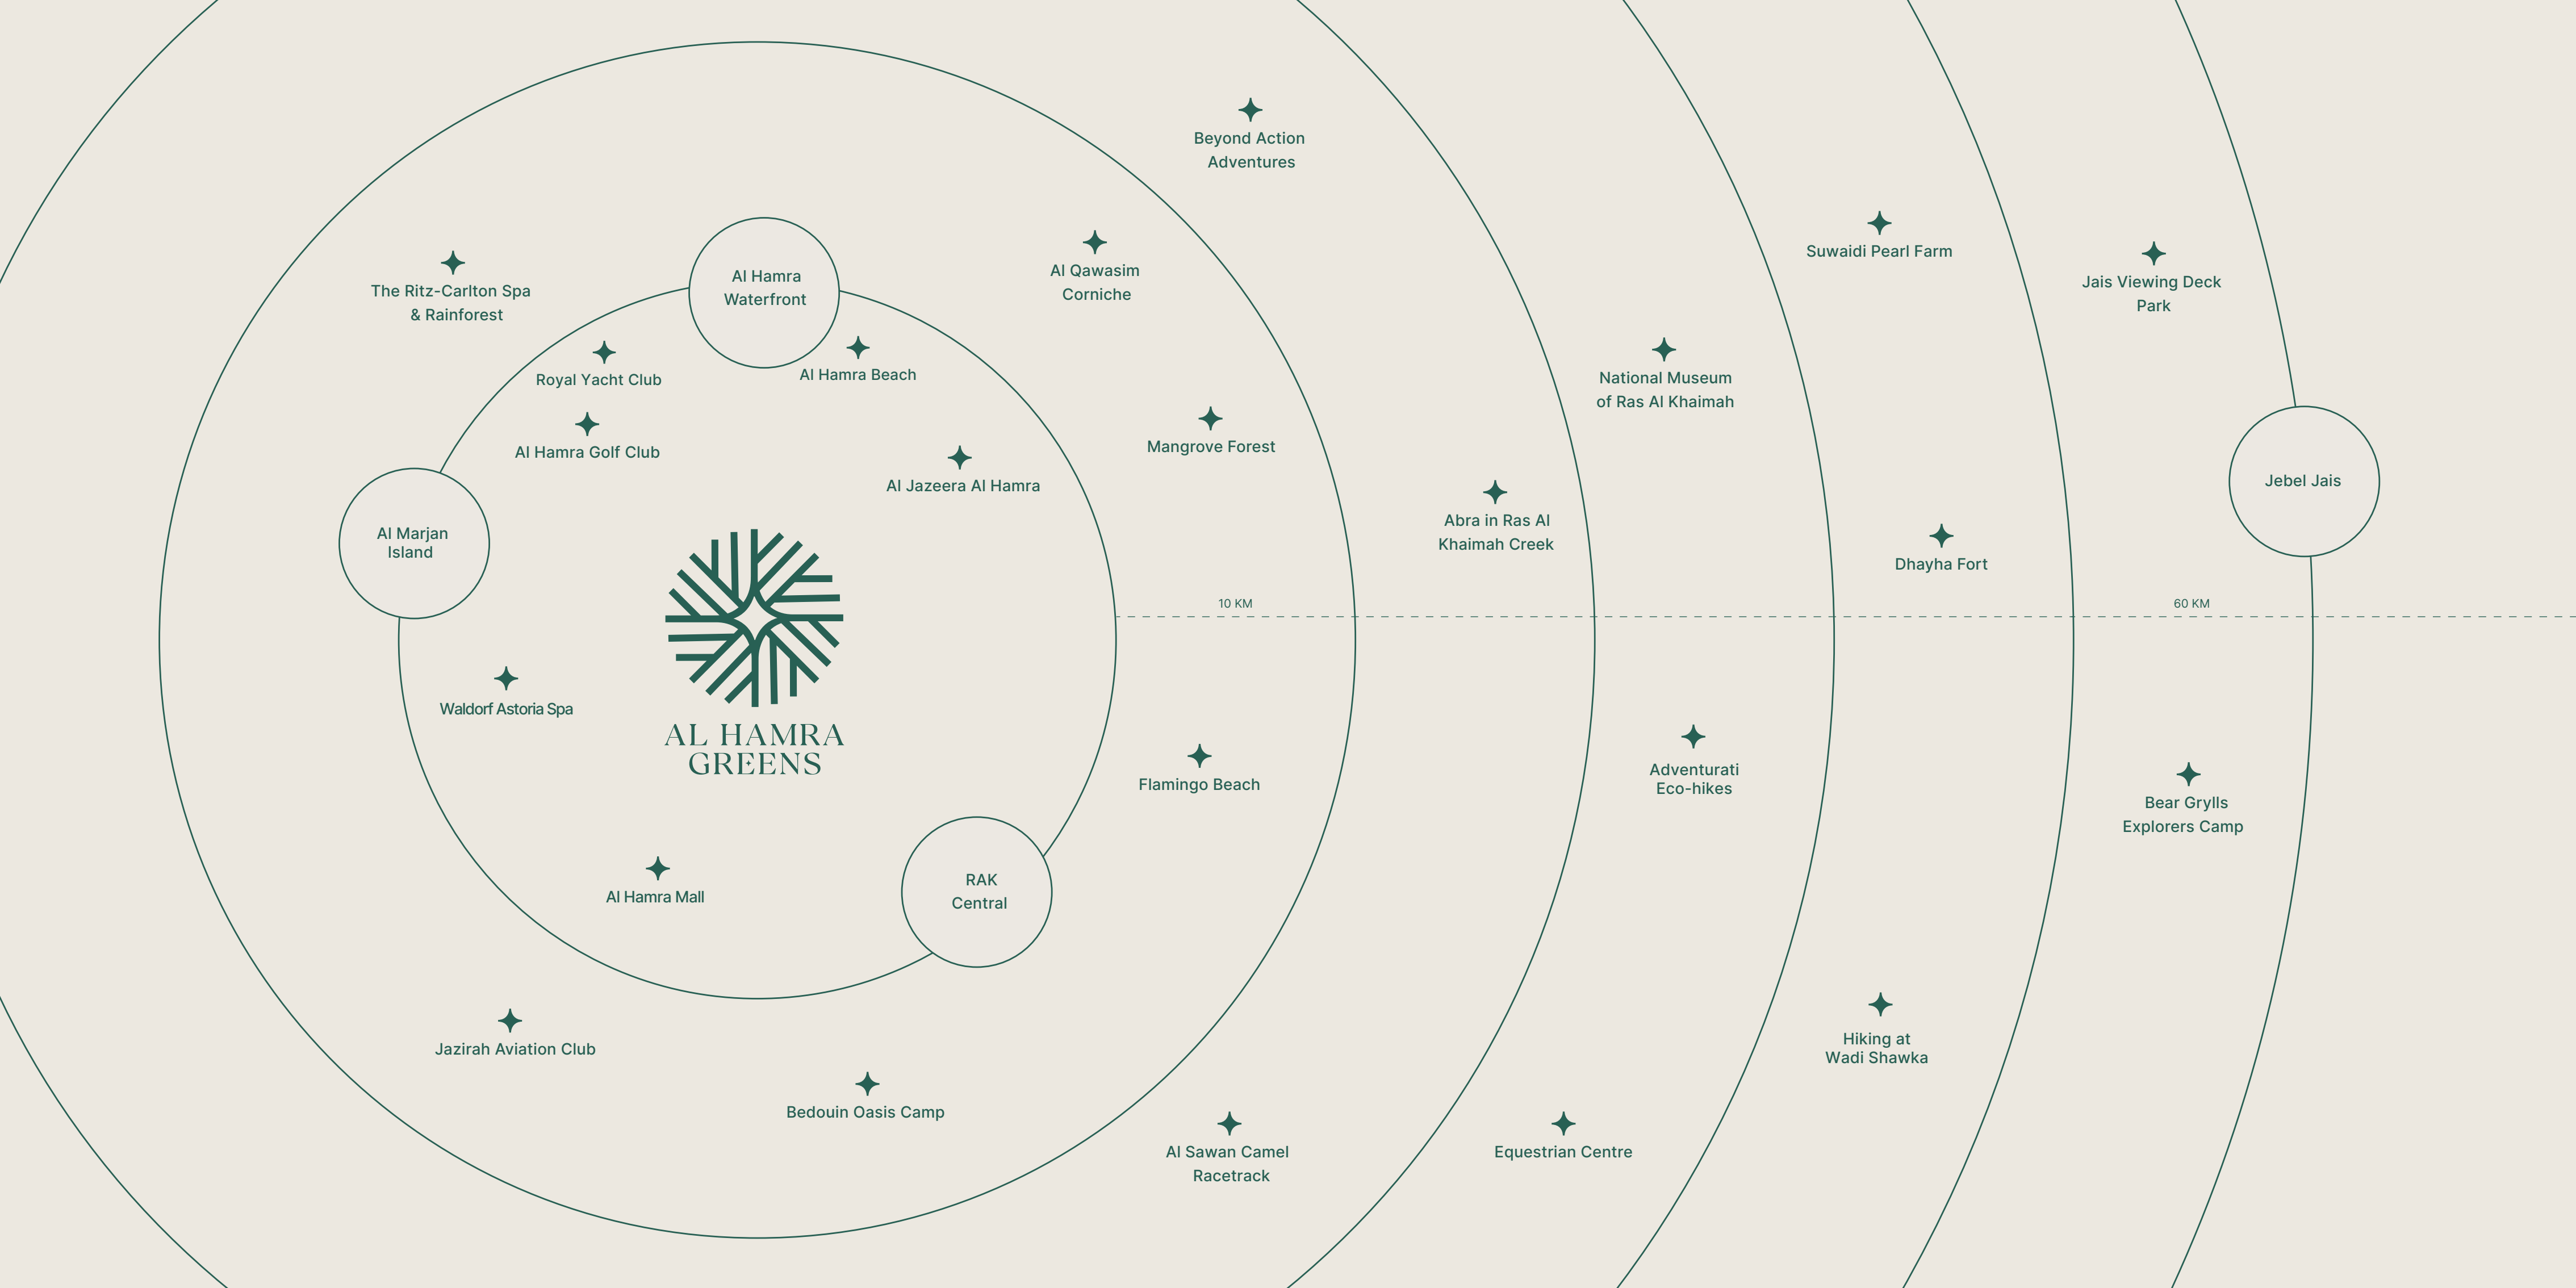 Beyond Action
Adventures
Suwaidi Pearl Farm
Al Qawasim
Corniche
Jais Viewing Deck
Park
The Ritz-Carlton Spa
& Rainforest
Al Hamra
Waterfront
Royal Yacht Club
Al Hamra Beach
National Museum
of Ras Al Khaimah
Al Hamra Golf Club
Mangrove Forest
Al Jazeera Al Hamra
Jebel Jais
Al Marjan
Island
Abra in Ras Al
Khaimah Creek
Dhayha Fort
10 KM
60 KM
Waldorf Astoria Spa
AL HAMRA
GREENS
Flamingo Beach
Adventurati
Eco-hikes
Bear Grylls
Explorers Camp
Al Hamra Mall
RAK
Central
Jazirah Aviation Club
Hiking at
Wadi Shawka
Bedouin Oasis Camp
Al Sawan Camel
Racetrack
Equestrian Centre